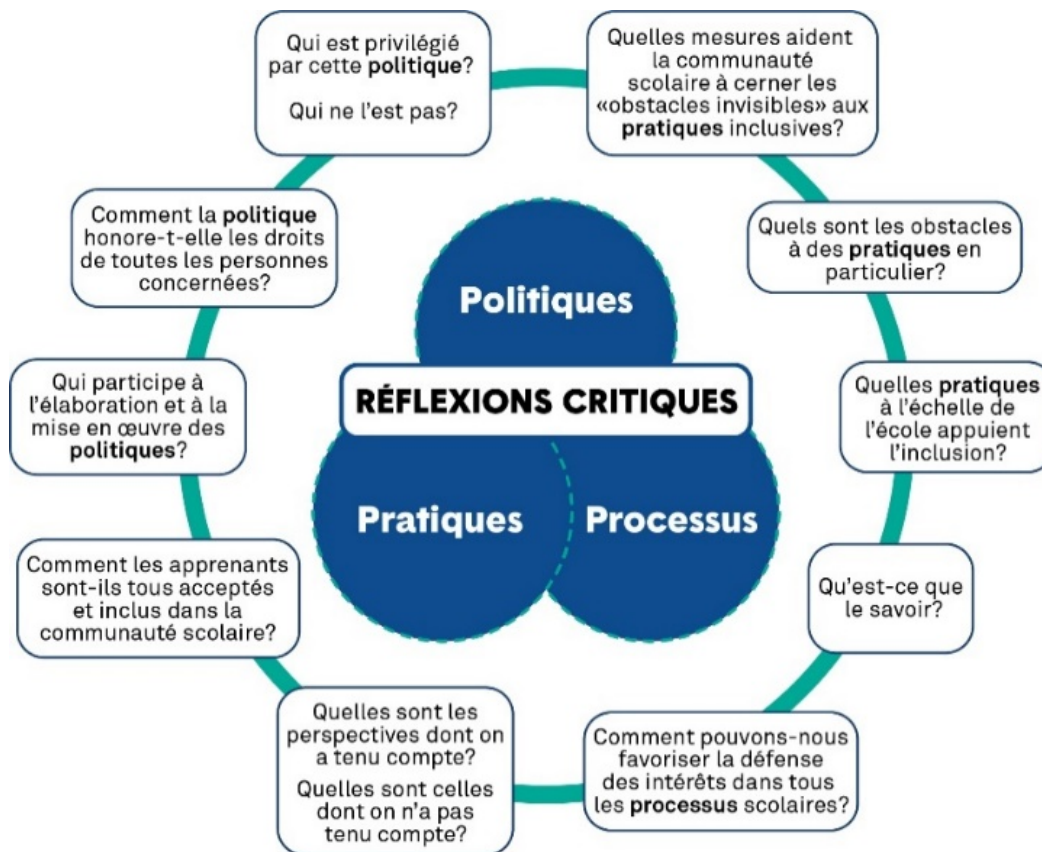 Qui est privilégié
par cette politique?
Qui ne l'est pas?
Quelles mesures aident
la communauté
scolaire à cerner les
«obstacles invisibles» aux
pratiques inclusives?
Comment la politique
honore-t-elle les droits
de toutes les personnes
concernées?
Quels sont les obstacles
à des pratiques en
particulier?
Politiques
RÉFLEXIONS CRITIQUES
Pratiques
Processus
Qui participe à
l'élaboration et à la
mise en œuvre des
politiques?
Quelles pratiques
à l'échelle de
l'école appuient
l'inclusion?
Comment les apprenants
sont-ils tous acceptés
et inclus dans la
communauté scolaire?
Qu'est-ce que
le savoir?
Quelles sont les
perspectives dont on
a tenu compte?
Quelles sont celles
dont on n'a pas
tenu compte?
Comment pouvons-nous
favoriser la défense
des intérêts dans tous
les processus scolaires?